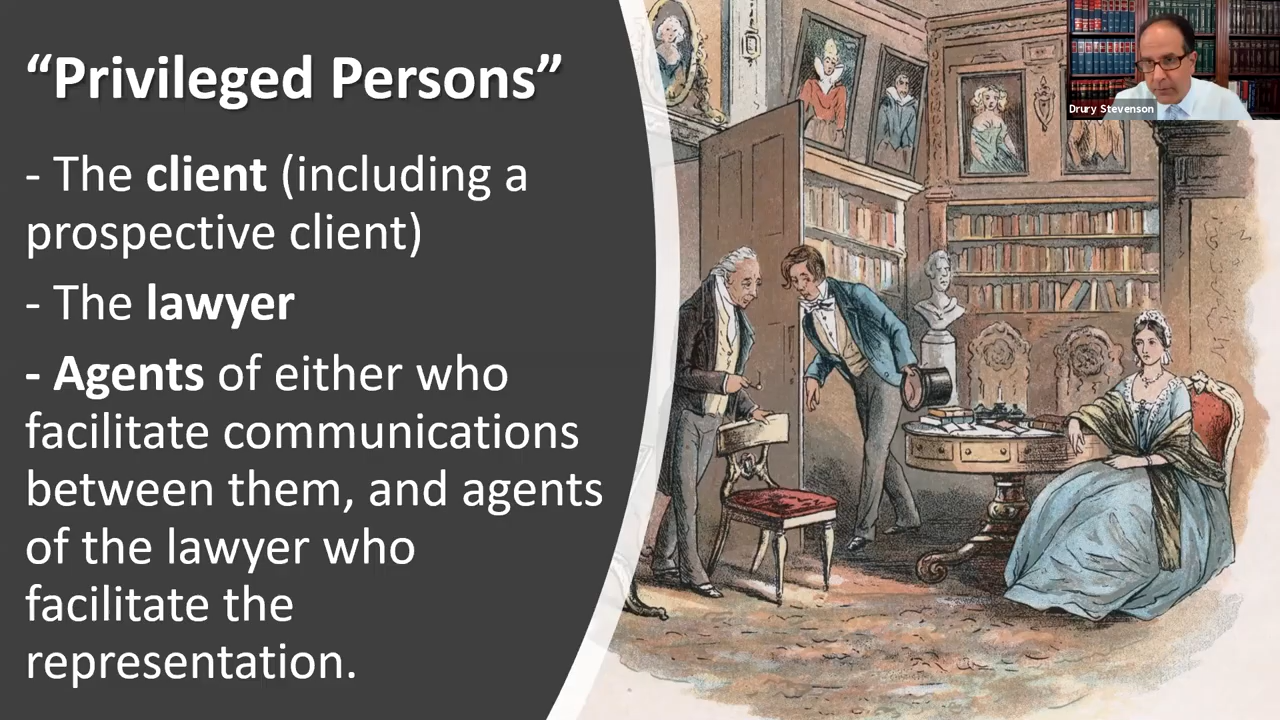 “Privileged Persons”
- The client (including a
prospective client)
- The lawyer
- Agents of either who
facilitate communications
between them, and agents
of the lawyer who
facilitate the
representation.
Drury Stevenson